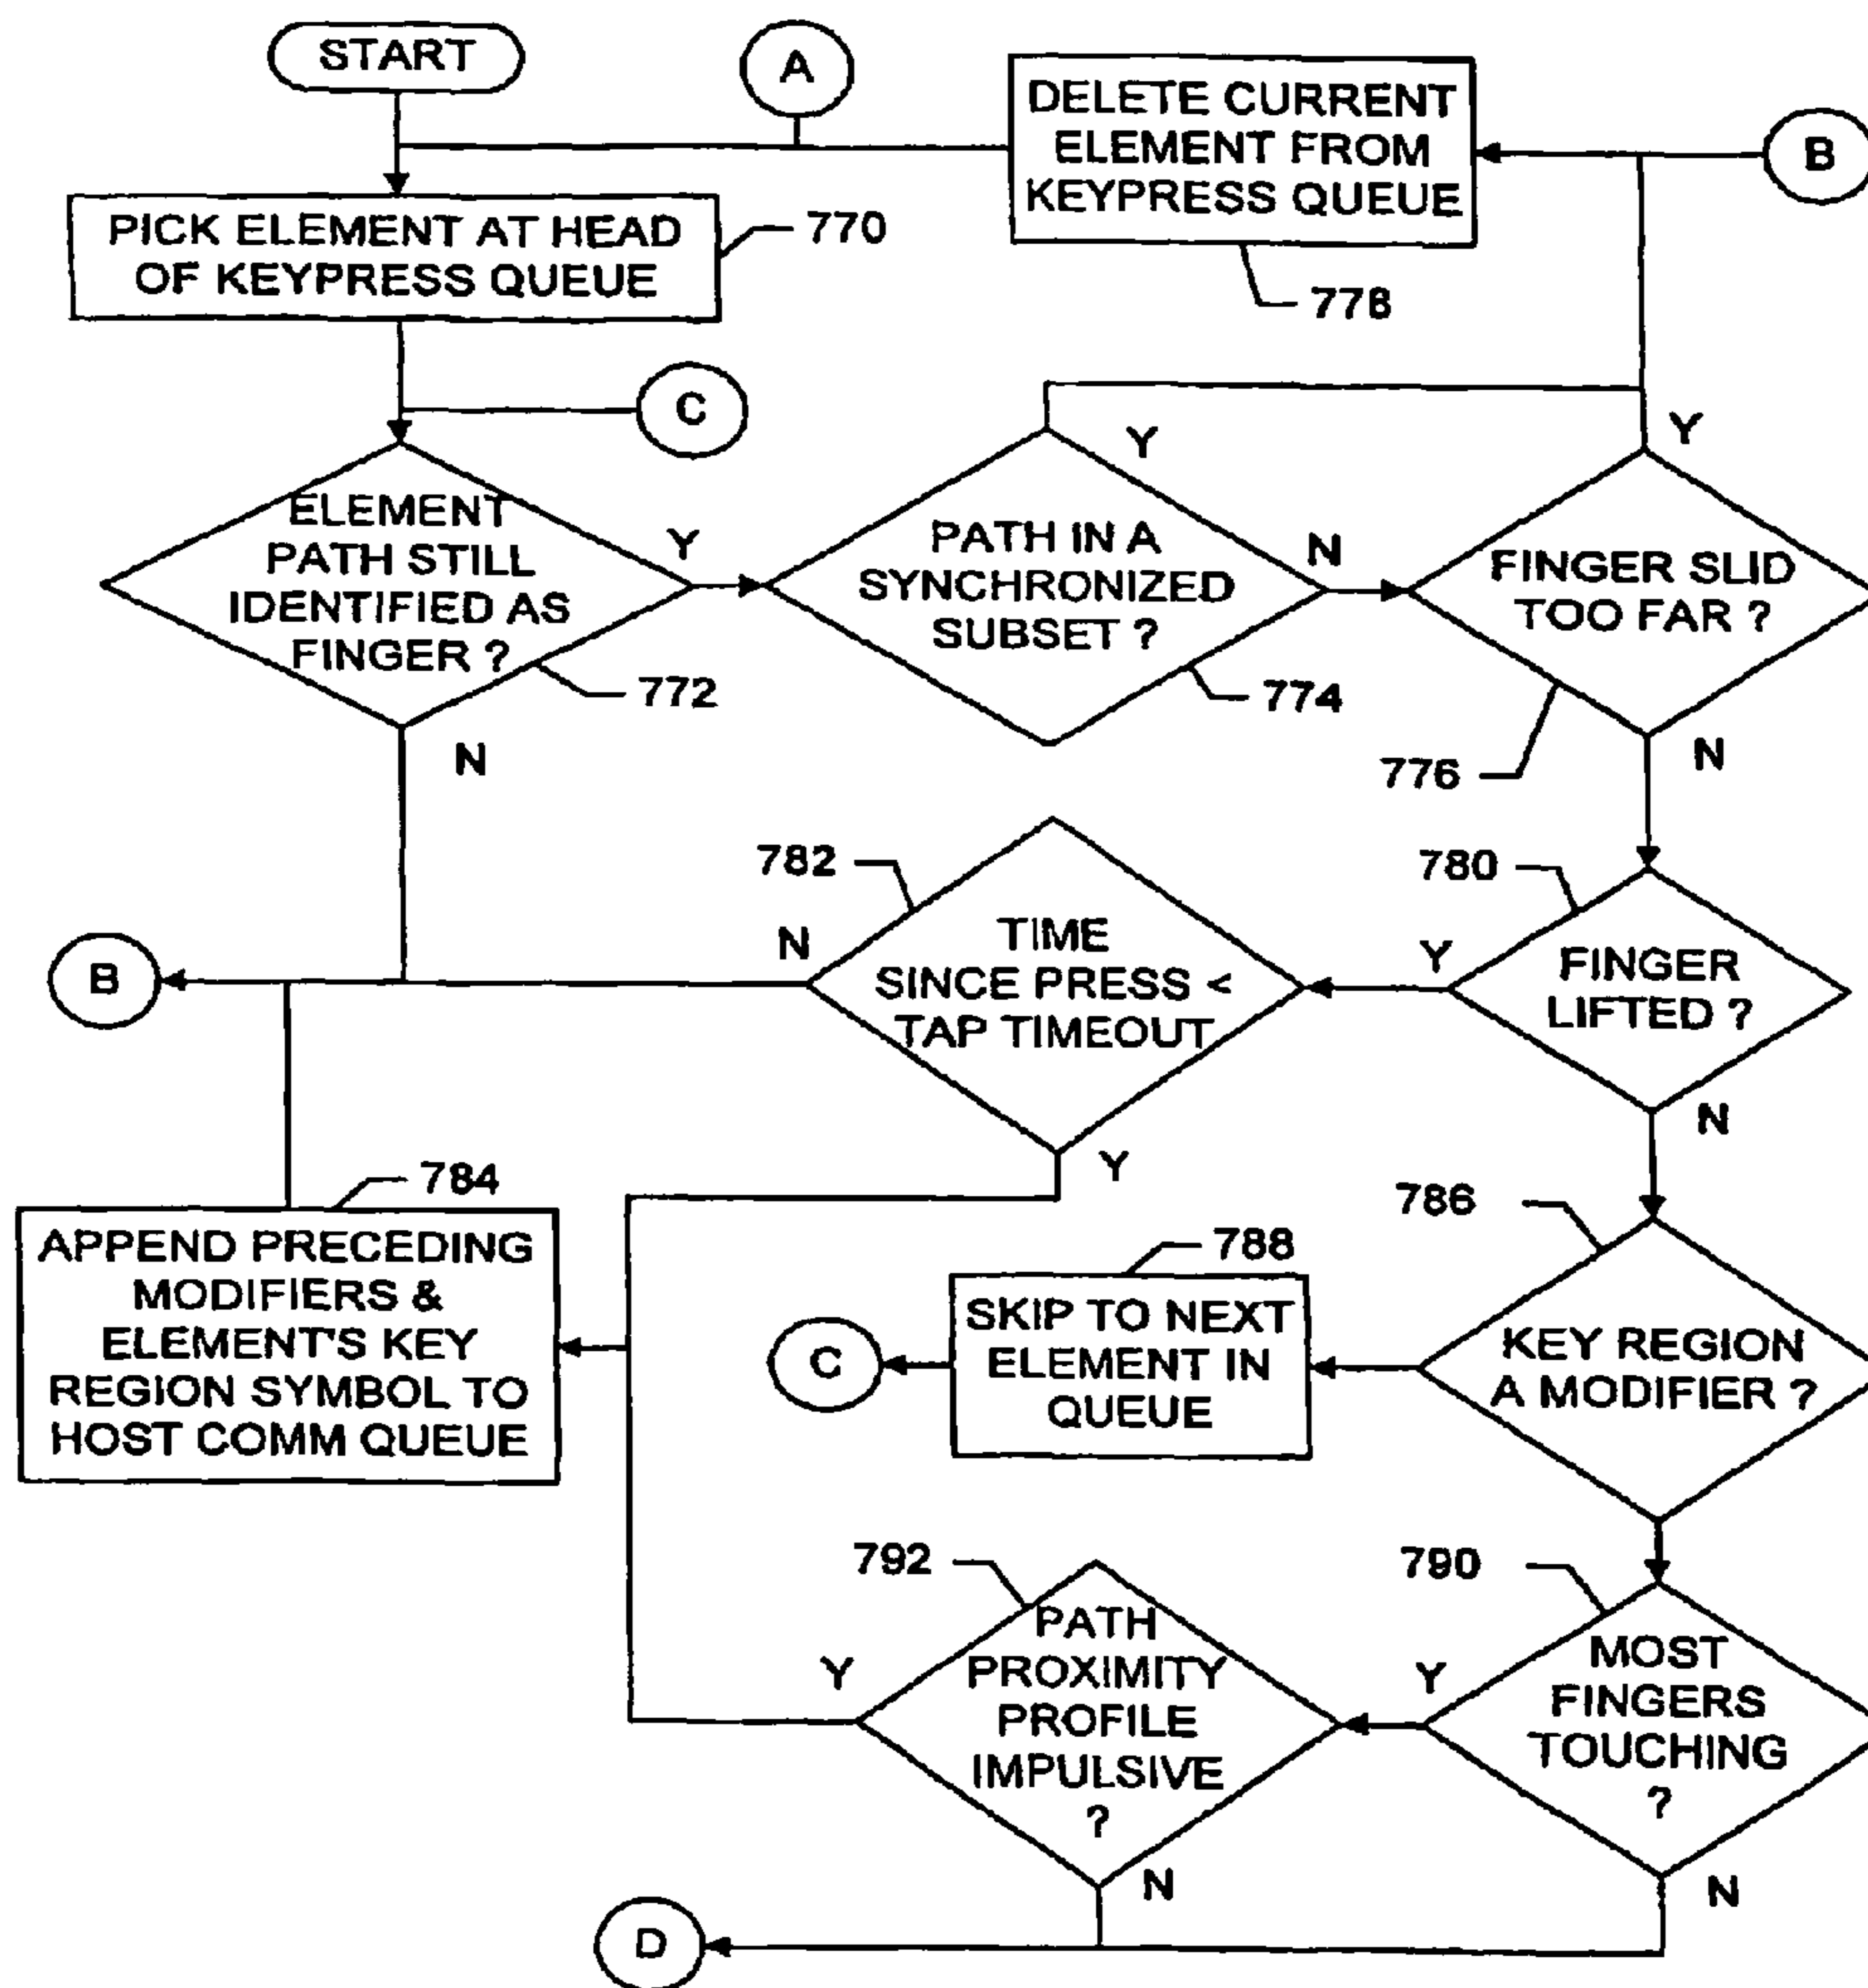 START
A
DELETE CURRENT
ELEMENT FROM
KEYPRESS QUEUE
B
PICK ELEMENT AT HEAD
OF KEYPRESS QUEUE
770
778
C
ELEMENT
PATH STILL
IDENTIFIED AS
FINGER ?
Y
772
N
PATH IN A
SYNCHRONIZED
SUBSET ?
Y
N
774
FINGER SLID
TOO FAR ?
Y
776
N
782
TIME
SINCE PRESS <
TAP TIMEOUT
N
Y
780
FINGER
LIFTED ?
Y
N
B
784
APPEND PRECEDING
MODIFIERS &
ELEMENT'S KEY
REGION SYMBOL TO
HOST COMM QUEUE
788
SKIP TO NEXT
ELEMENT IN
QUEUE
C
786
KEY REGION
A MODIFIER ?
792
PATH
PROXIMITY
PROFILE
IMPULSIVE
?
Y
N
790
MOST
FINGERS
TOUCHING
?
Y
N
D